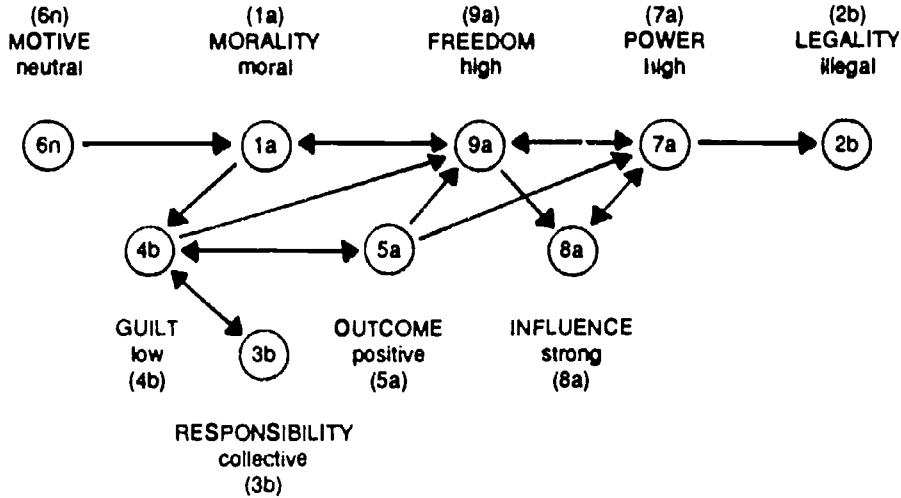 (6n) (1a) (9a) (7a) (2b)
MOTIVE MORALITY FREEDOM POWER LEGALITY
neutral moral high high illegal
6n 1a 9a 7a 2b
4b 5a 8a
GUILT OUTCOME INFLUENCE
low 3b positive strong
(4b) (5a) (8a)
RESPONSIBILITY
collective
(3b)